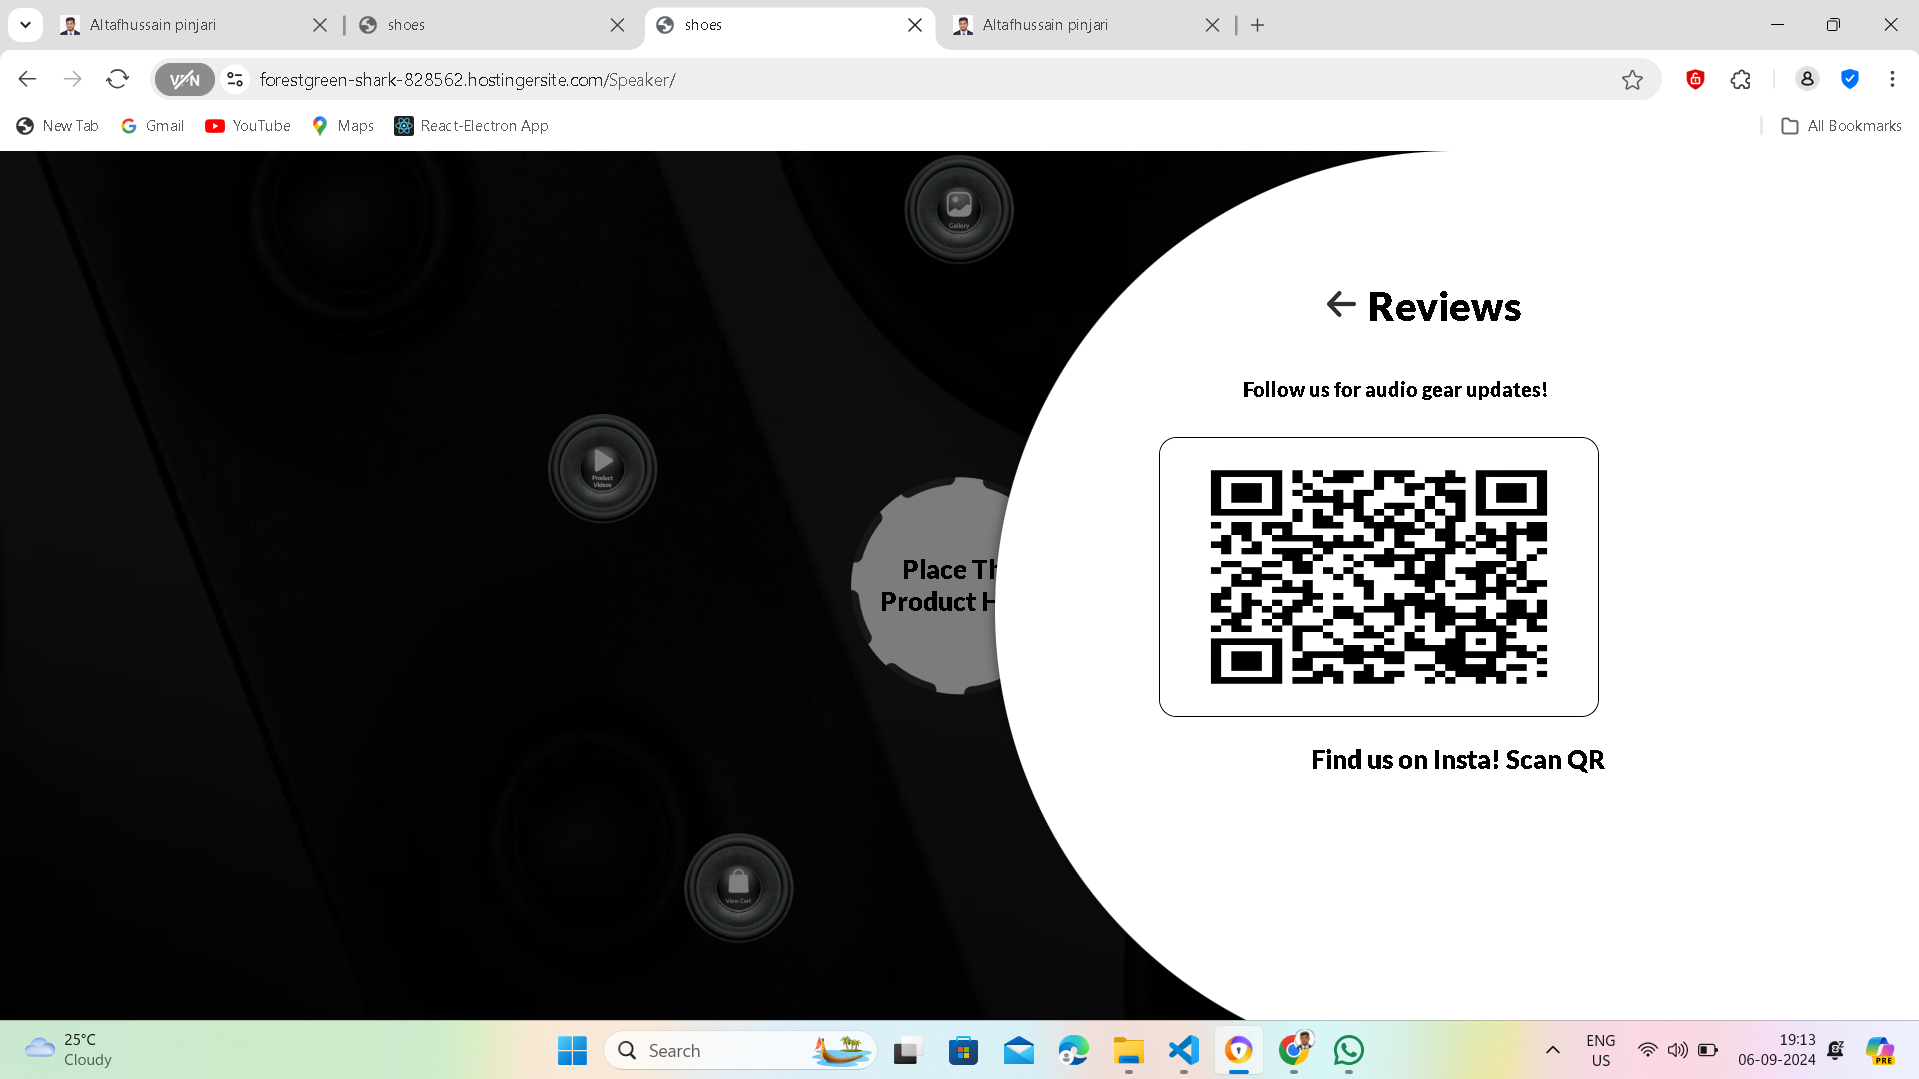 Altafhussain pinjari
shoes
shoes
Altafhussain pinjari
VPN
forestgreen-shark-828562.hostingersite.com/Speaker/
New Tab
Gmail
YouTube
Maps
React-Electron App
All Bookmarks
Gallery
Reviews
Follow us for audio gear updates!
Product
Videos
Place Th
Product H
Find us on Insta! Scan QR
View Cart
25°C
Cloudy
Search
ENG
US
19:13
06-09-2024
PRE